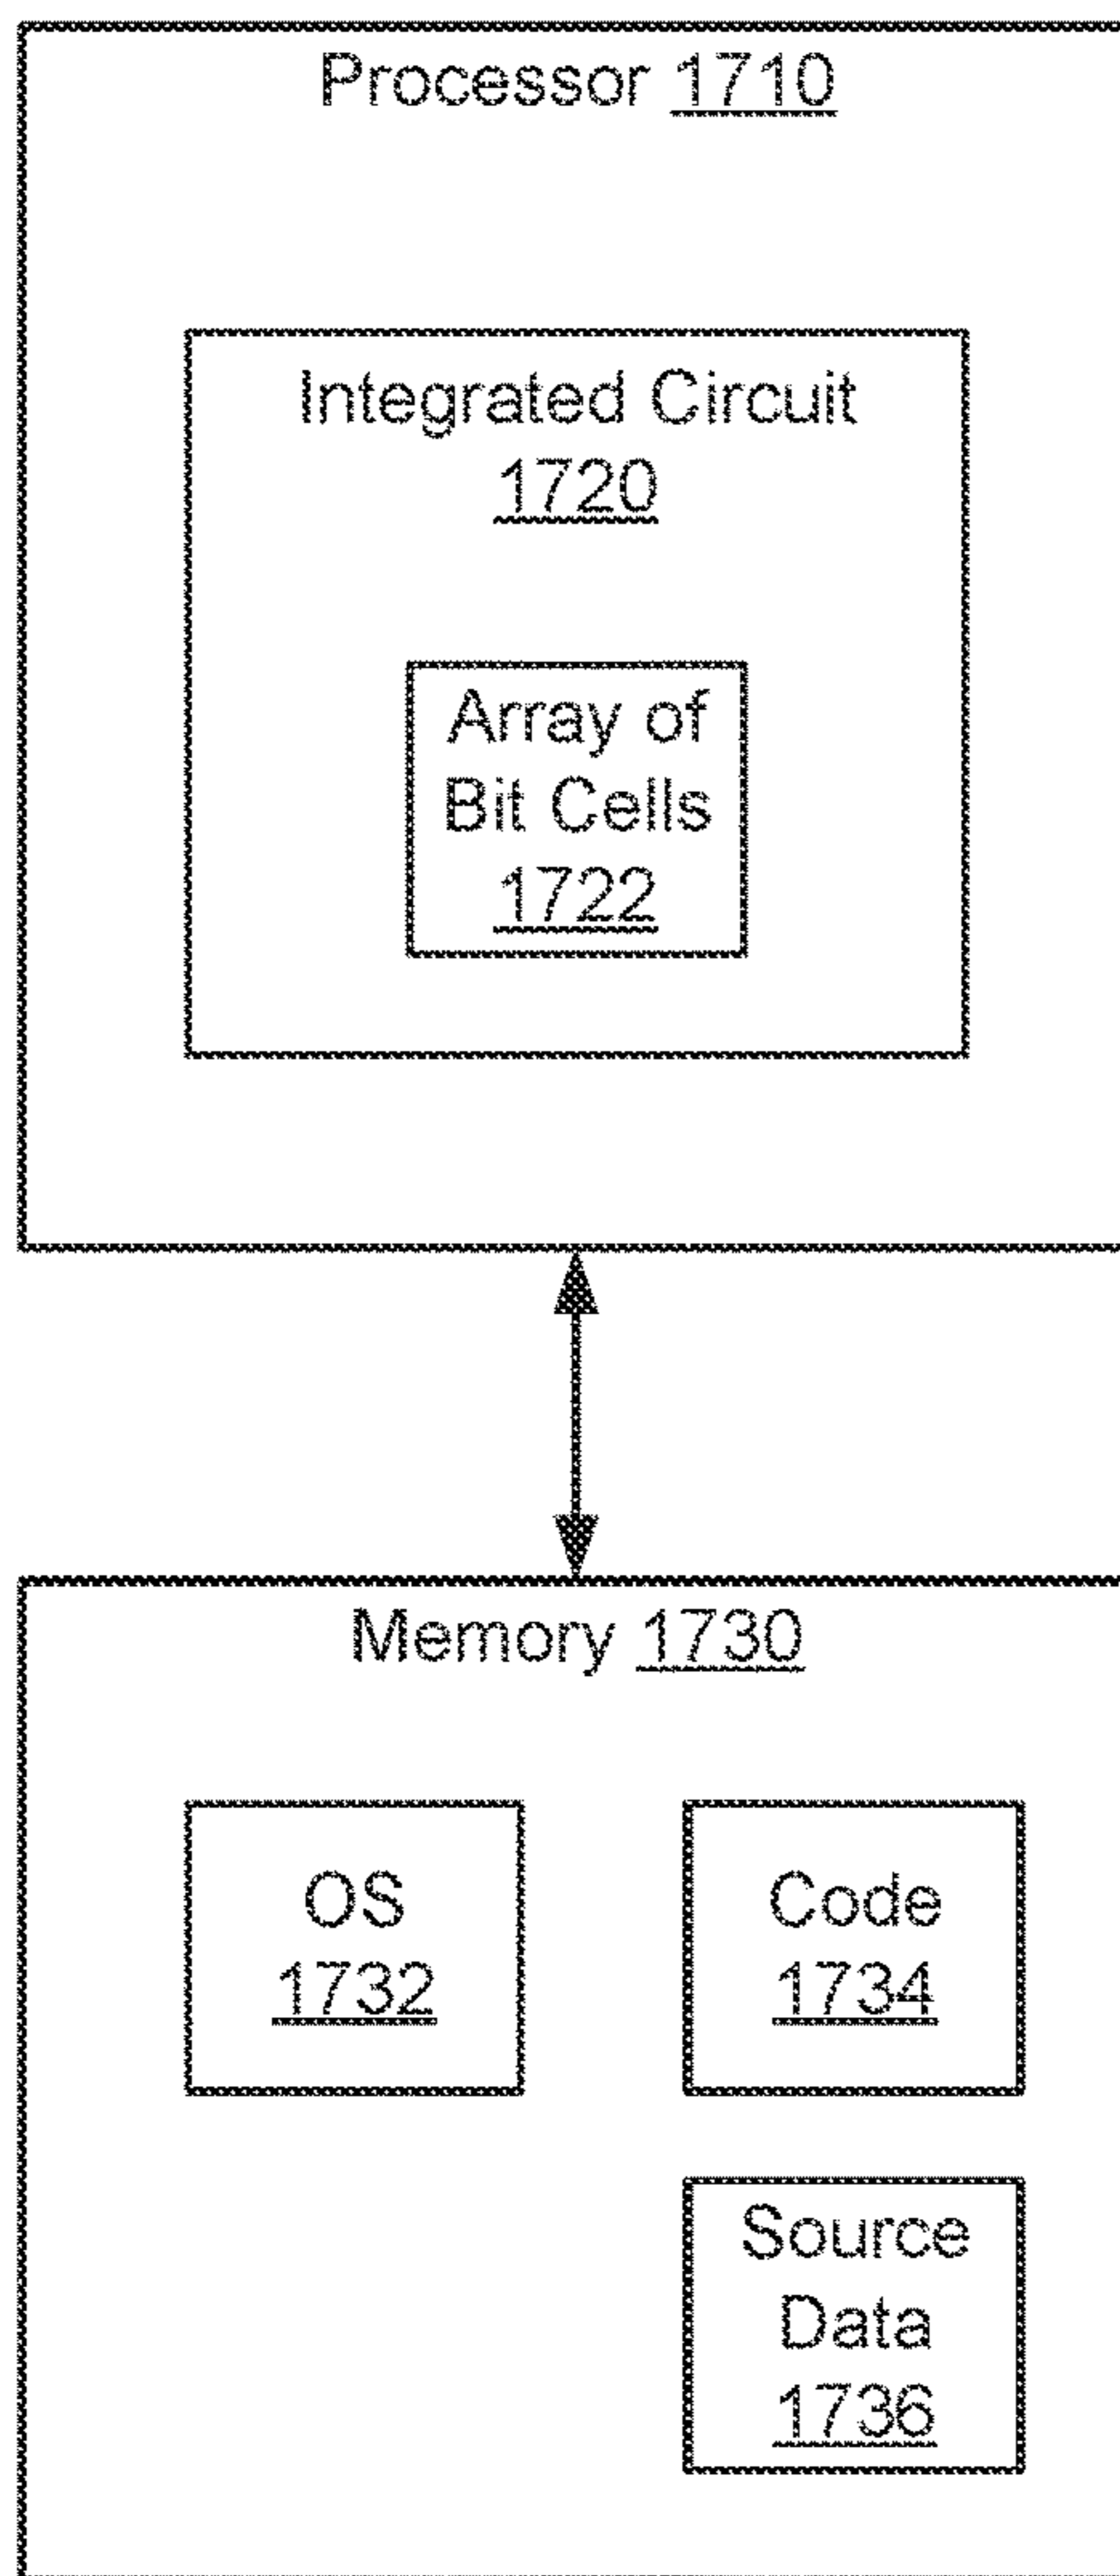 Processor 1710
Integrated Circuit
1720
Array of
Bit Cells
1722
Memory 1730
OS
1732
Code
1734
Source
Data
1736